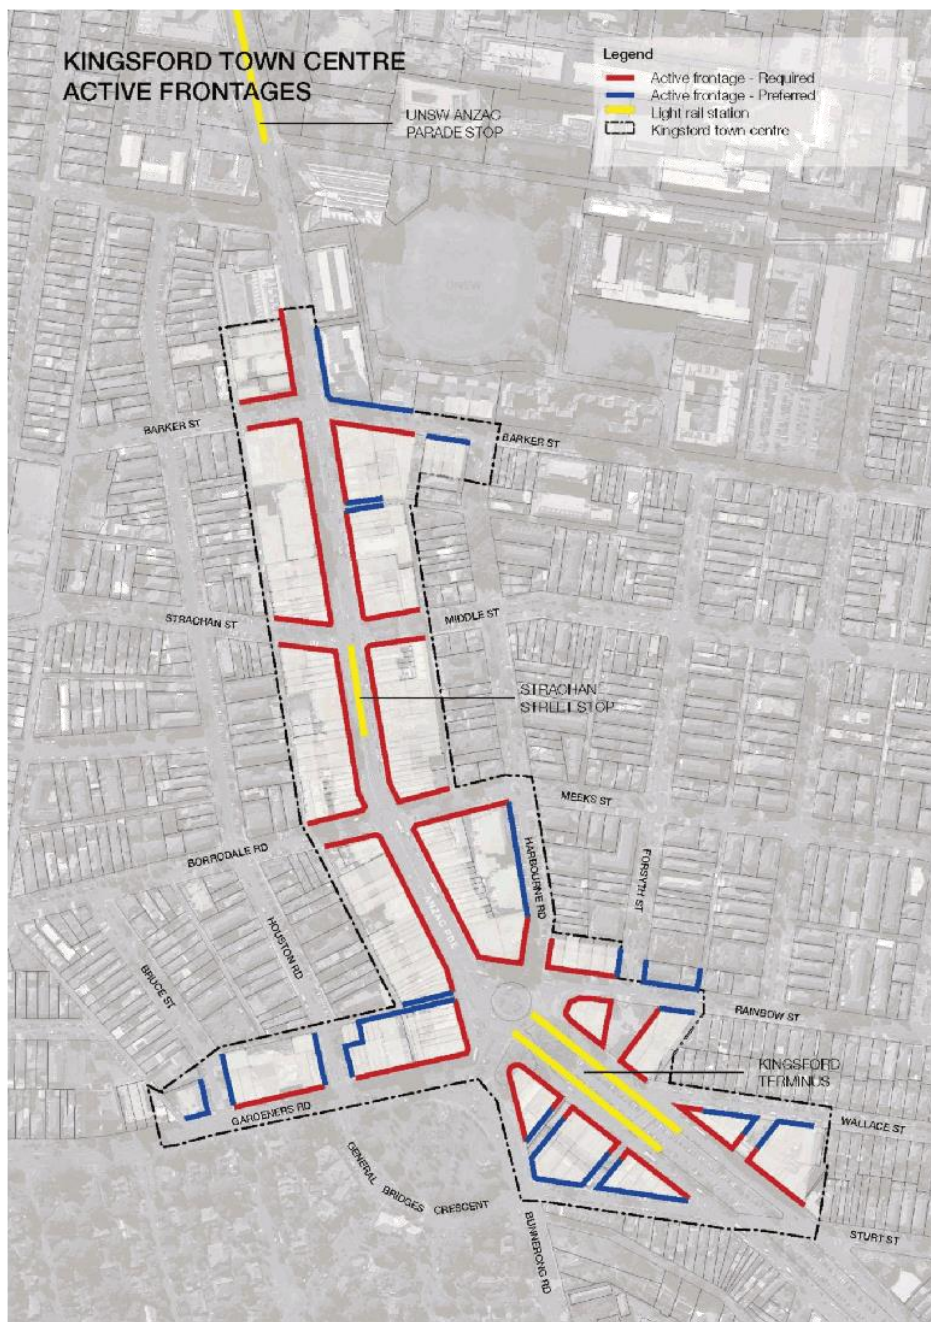 KINGSFORD TOWN CENTRE
ACTIVE FRONTAGES
Legend
Active frontage - Required
Active frontage - Preferred
Light rail station
Kingsford town centre
UNSW ANZAC
PARADE STOP
UNSW
BARKER ST
BARKER ST
STRACHAN ST
MIDDLE ST
STRACHAN
STREET STOP
MEEKS ST
BORRODALE RD
HARBOURNE RD
FORSYTH ST
ANZAC PDE
HOUSTON RD
BRUCE ST
RAINBOW ST
KINGSFORD
TERMINUS
GARDENERS RD
WALLACE ST
GENERAL BRIDGES CRESCENT
BUNNERONG RD
STURT ST